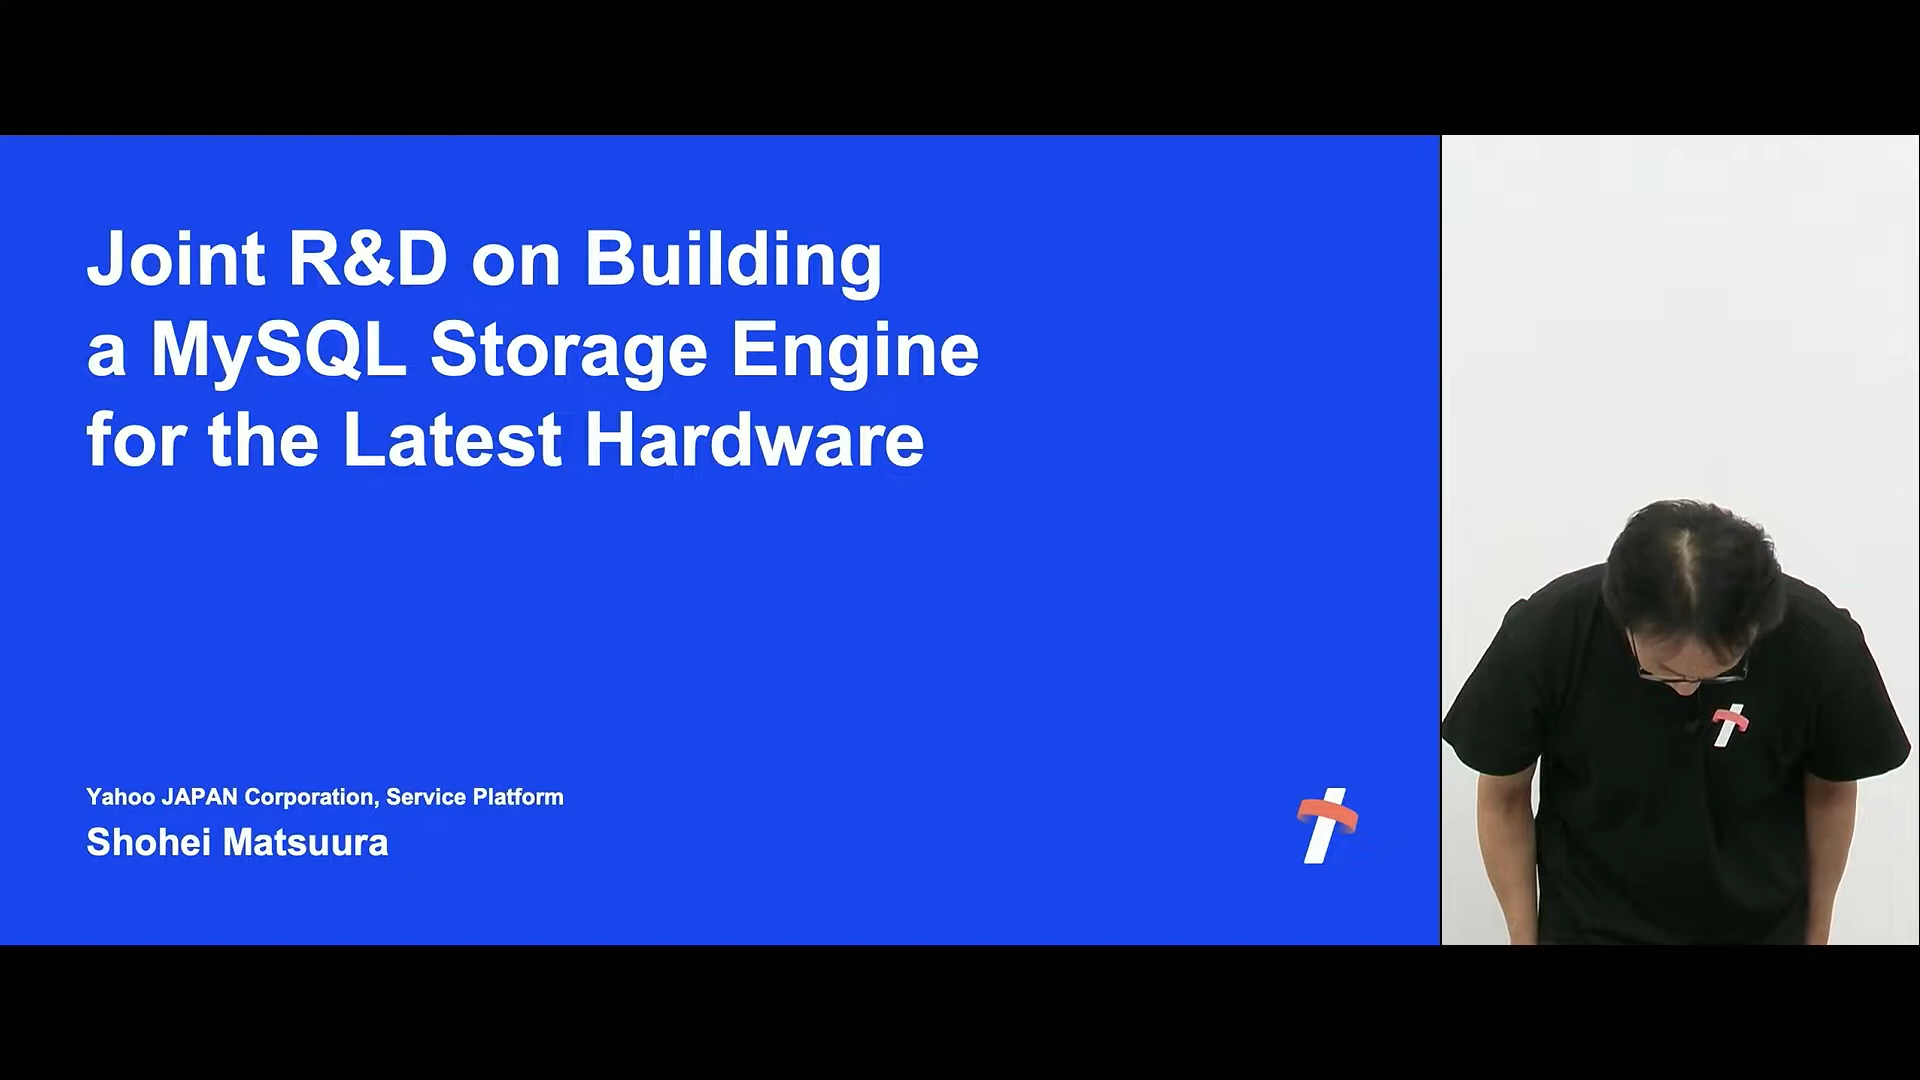 Joint R&D on Building
a MySQL Storage Engine
for the Latest Hardware
Yahoo JAPAN Corporation, Service Platform
Shohei Matsuura